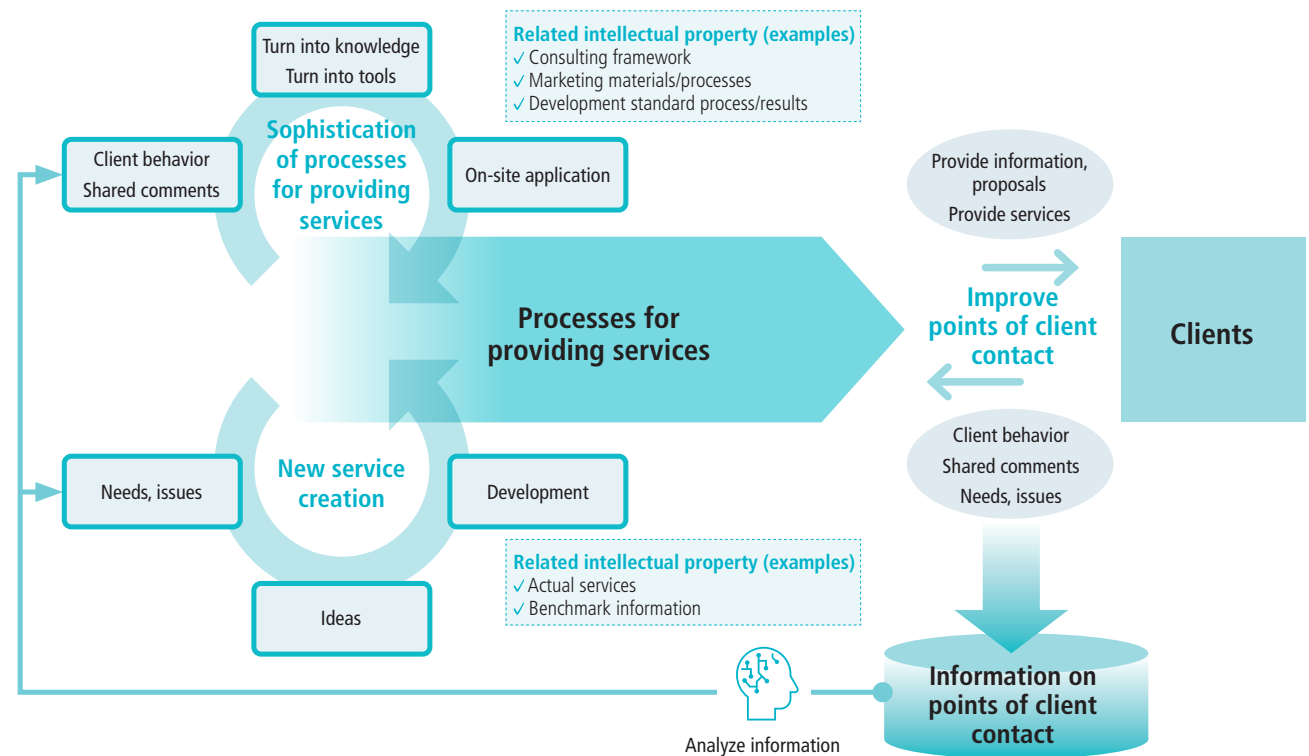 Turn into knowledge
Turn into tools
Related intellectual property (examples)
✓ Consulting framework
✓ Marketing materials/processes
✓ Development standard process/results
Sophistication
of processes
for providing
services
Client behavior
Shared comments
On-site application
Provide information,
proposals
Provide services
Processes for
providing services
Improve
points of client
contact
Clients
Client behavior
Shared comments
Needs, issues
Needs, issues
New service
creation
Development
Related intellectual property (examples)
✓ Actual services
✓ Benchmark information
Ideas
Information on
points of client
contact
Analyze information